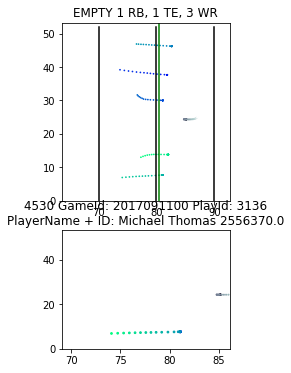 EMPTY 1 RB, 1 TE, 3 WR
50
40
30
20
10
0
70 80 90
4530 GameId: 2017091100 PlayId: 3136
PlayerName + ID: Michael Thomas 2556370.0
40
20
0
70 75 80 85